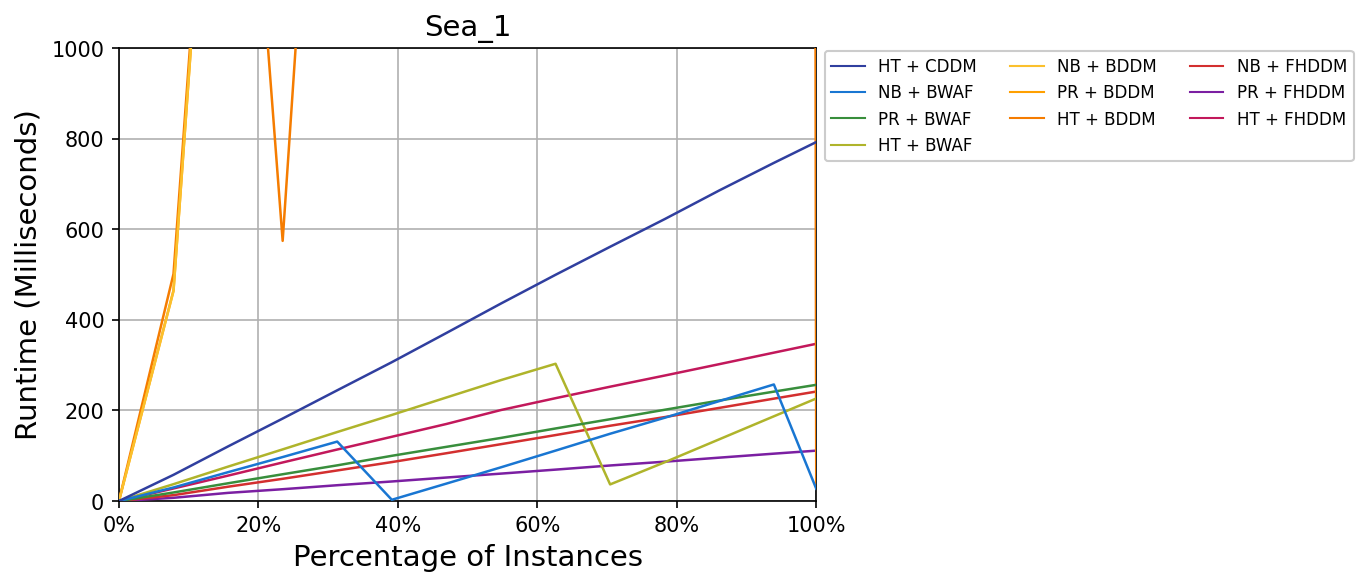 Sea_1
1000
800
600
400
200
0
Runtime (Milliseconds)
0% 20% 40% 60% 80% 100%
Percentage of Instances
HT + CDDM
NB + BWAF
PR + BWAF
HT + BWAF
NB + BDDM
PR + BDDM
HT + BDDM
NB + FHDDM
PR + FHDDM
HT + FHDDM